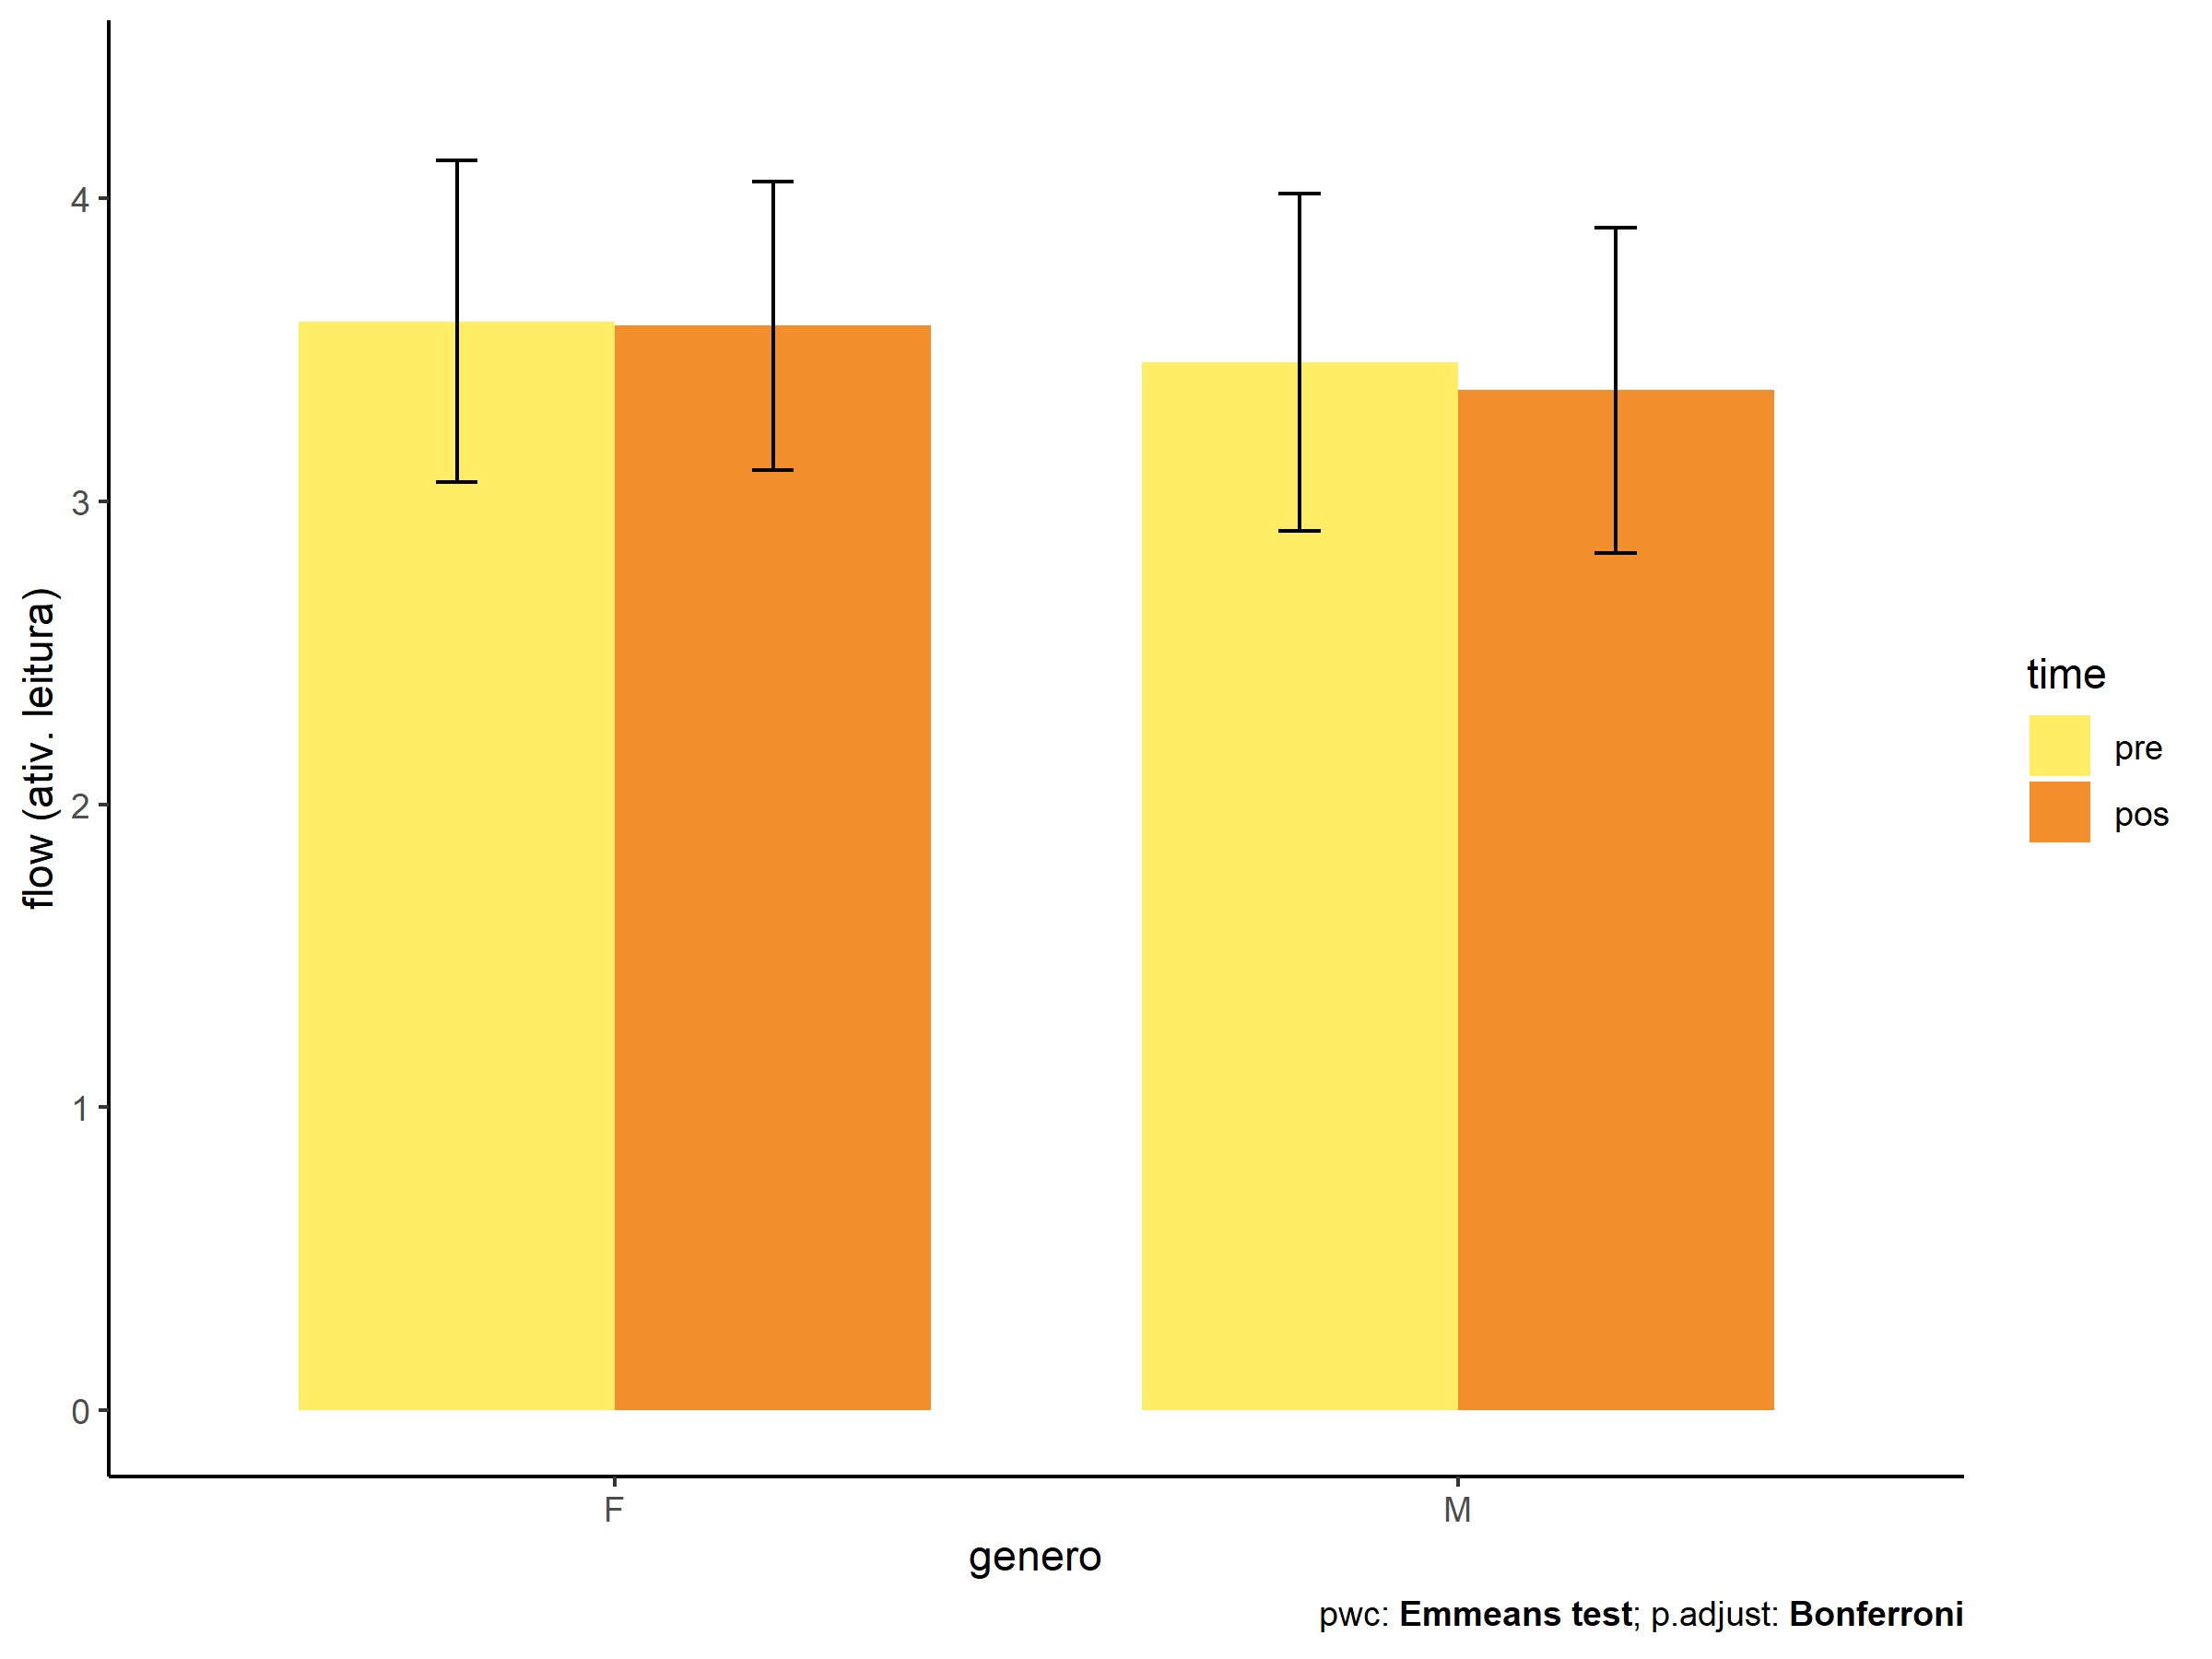 flow (ativ. leitura)
4
3
2
1
0
F
M
genero
time
pre
pos
pwc: Emmeans test; p.adjust: Bonferroni